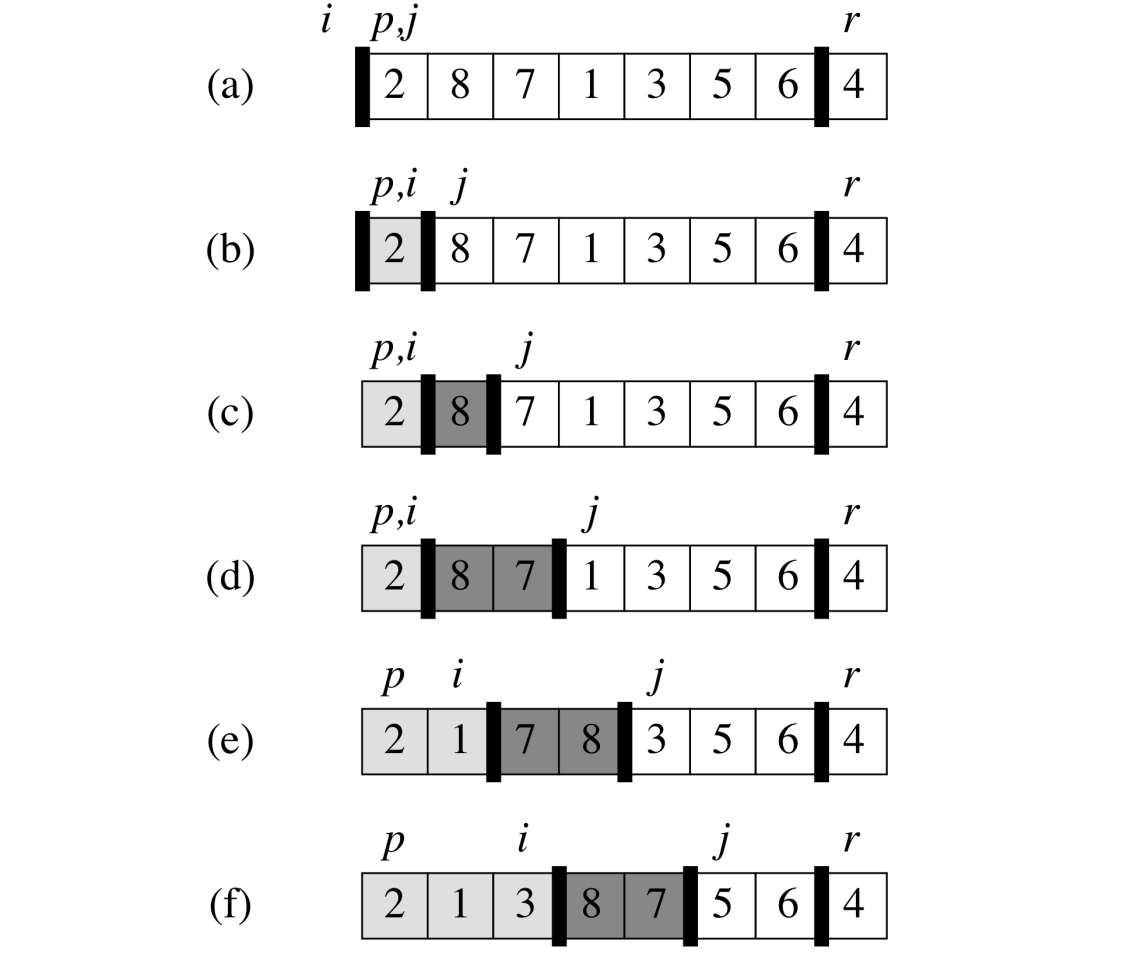 i p,j r
(a) 2 8 7 1 3 5 6 4
p,i j r
(b) 2 8 7 1 3 5 6 4
p,i j r
(c) 2 8 7 1 3 5 6 4
p,i j r
(d) 2 8 7 1 3 5 6 4
p i j r
(e) 2 1 7 8 3 5 6 4
p i j r
(f) 2 1 3 8 7 5 6 4